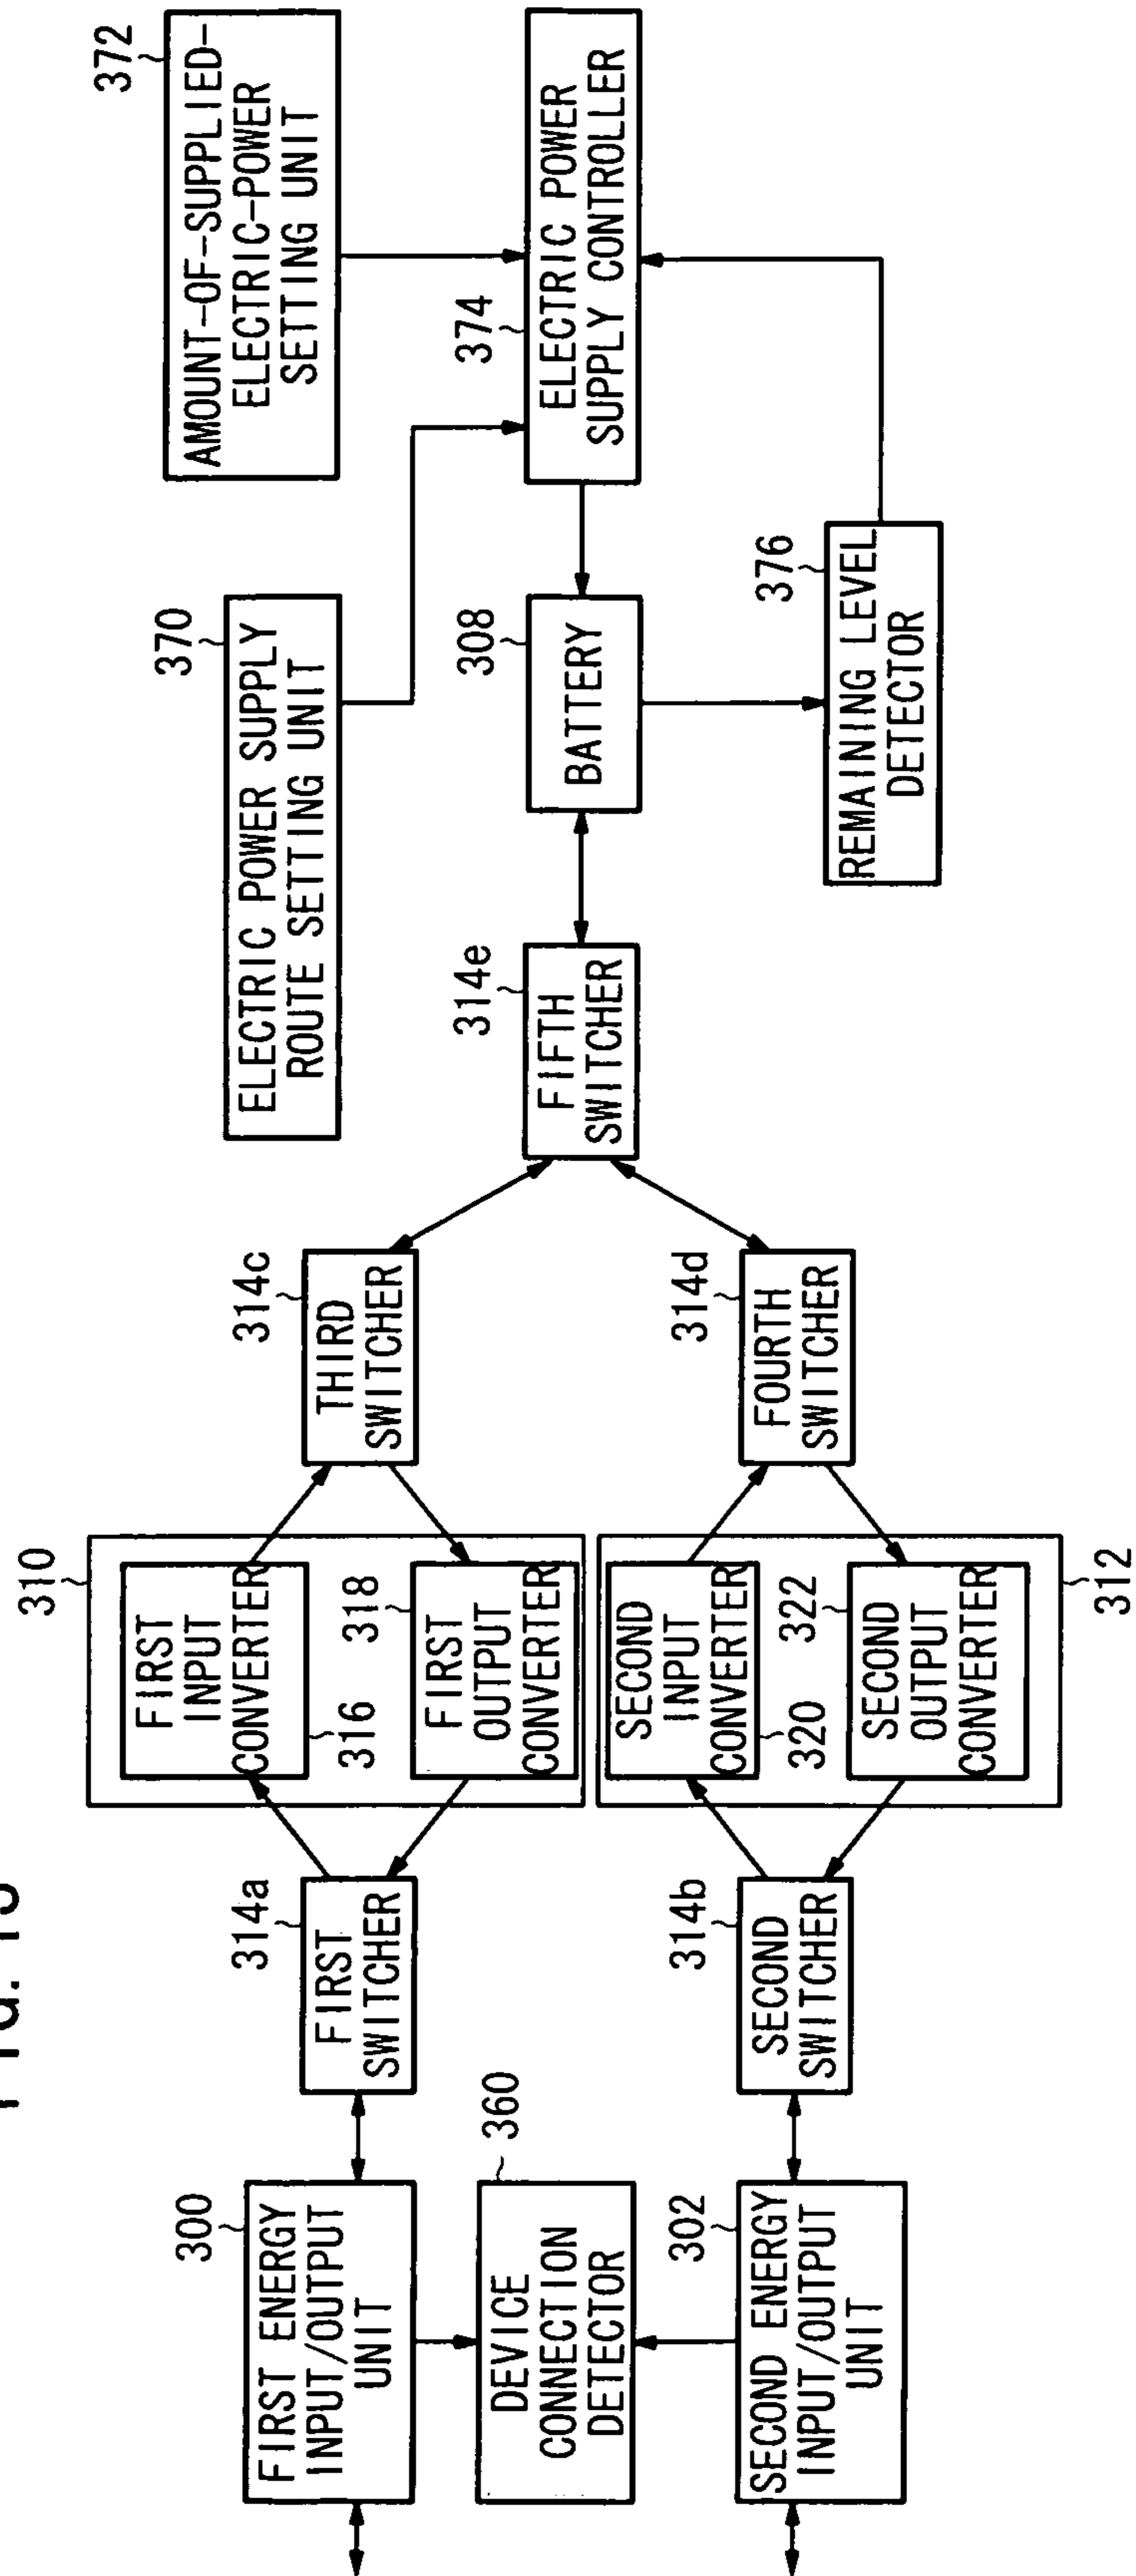 FIG.
310
300
FIRST ENERGY
INPUT/OUTPUT
UNIT
314a
FIRST
SWITCHER
FIRST
INPUT
CONVERTER
316
318
FIRST
OUTPUT
CONVERTER
314c
THIRD
SWITCHER
360
DEVICE
CONNECTION
DETECTOR
302
SECOND ENERGY
INPUT/OUTPUT
UNIT
314b
SECOND
SWITCHER
SECOND
INPUT
CONVERTER
320
322
SECOND
OUTPUT
CONVERTER
312
314d
FOURTH
SWITCHER
314e
FIFTH
SWITCHER
370
ELECTRIC POWER SUPPLY
ROUTE SETTING UNIT
308
BATTERY
372
AMOUNT-OF-SUPPLIED-
ELECTRIC-POWER
SETTING UNIT
374
ELECTRIC POWER
SUPPLY CONTROLLER
376
REMAINING LEVEL
DETECTOR